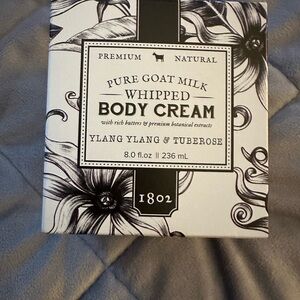 PREMIUM NATURAL
PURE GOAT MILK
WHIPPED
BODY CREAM
with rich butters & premium botanical extracts
YLANG YLANG & TUBEROSE
8.0 fl.oz || 236 mL
1802